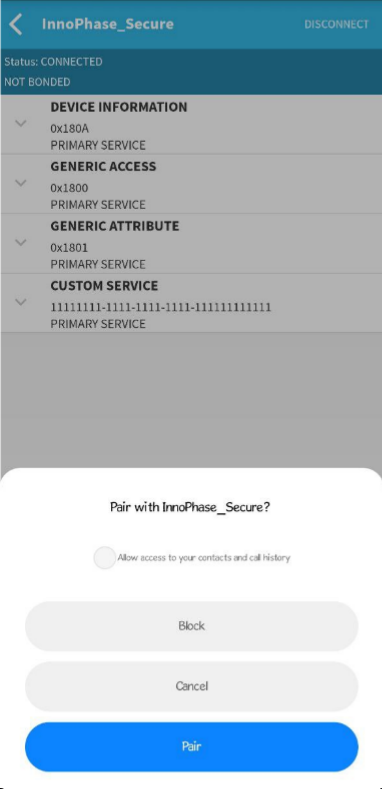 InnoPhase_Secure
DISCONNECT
Status: CONNECTED
NOT BONDED
DEVICE INFORMATION
0x180A
PRIMARY SERVICE
GENERIC ACCESS
0x1800
PRIMARY SERVICE
GENERIC ATTRIBUTE
0x1801
PRIMARY SERVICE
CUSTOM SERVICE
11111111-1111-1111-1111-111111111111
PRIMARY SERVICE
Pair with InnoPhase_Secure?
Allow access to your contacts and call history
Block
Cancel
Pair